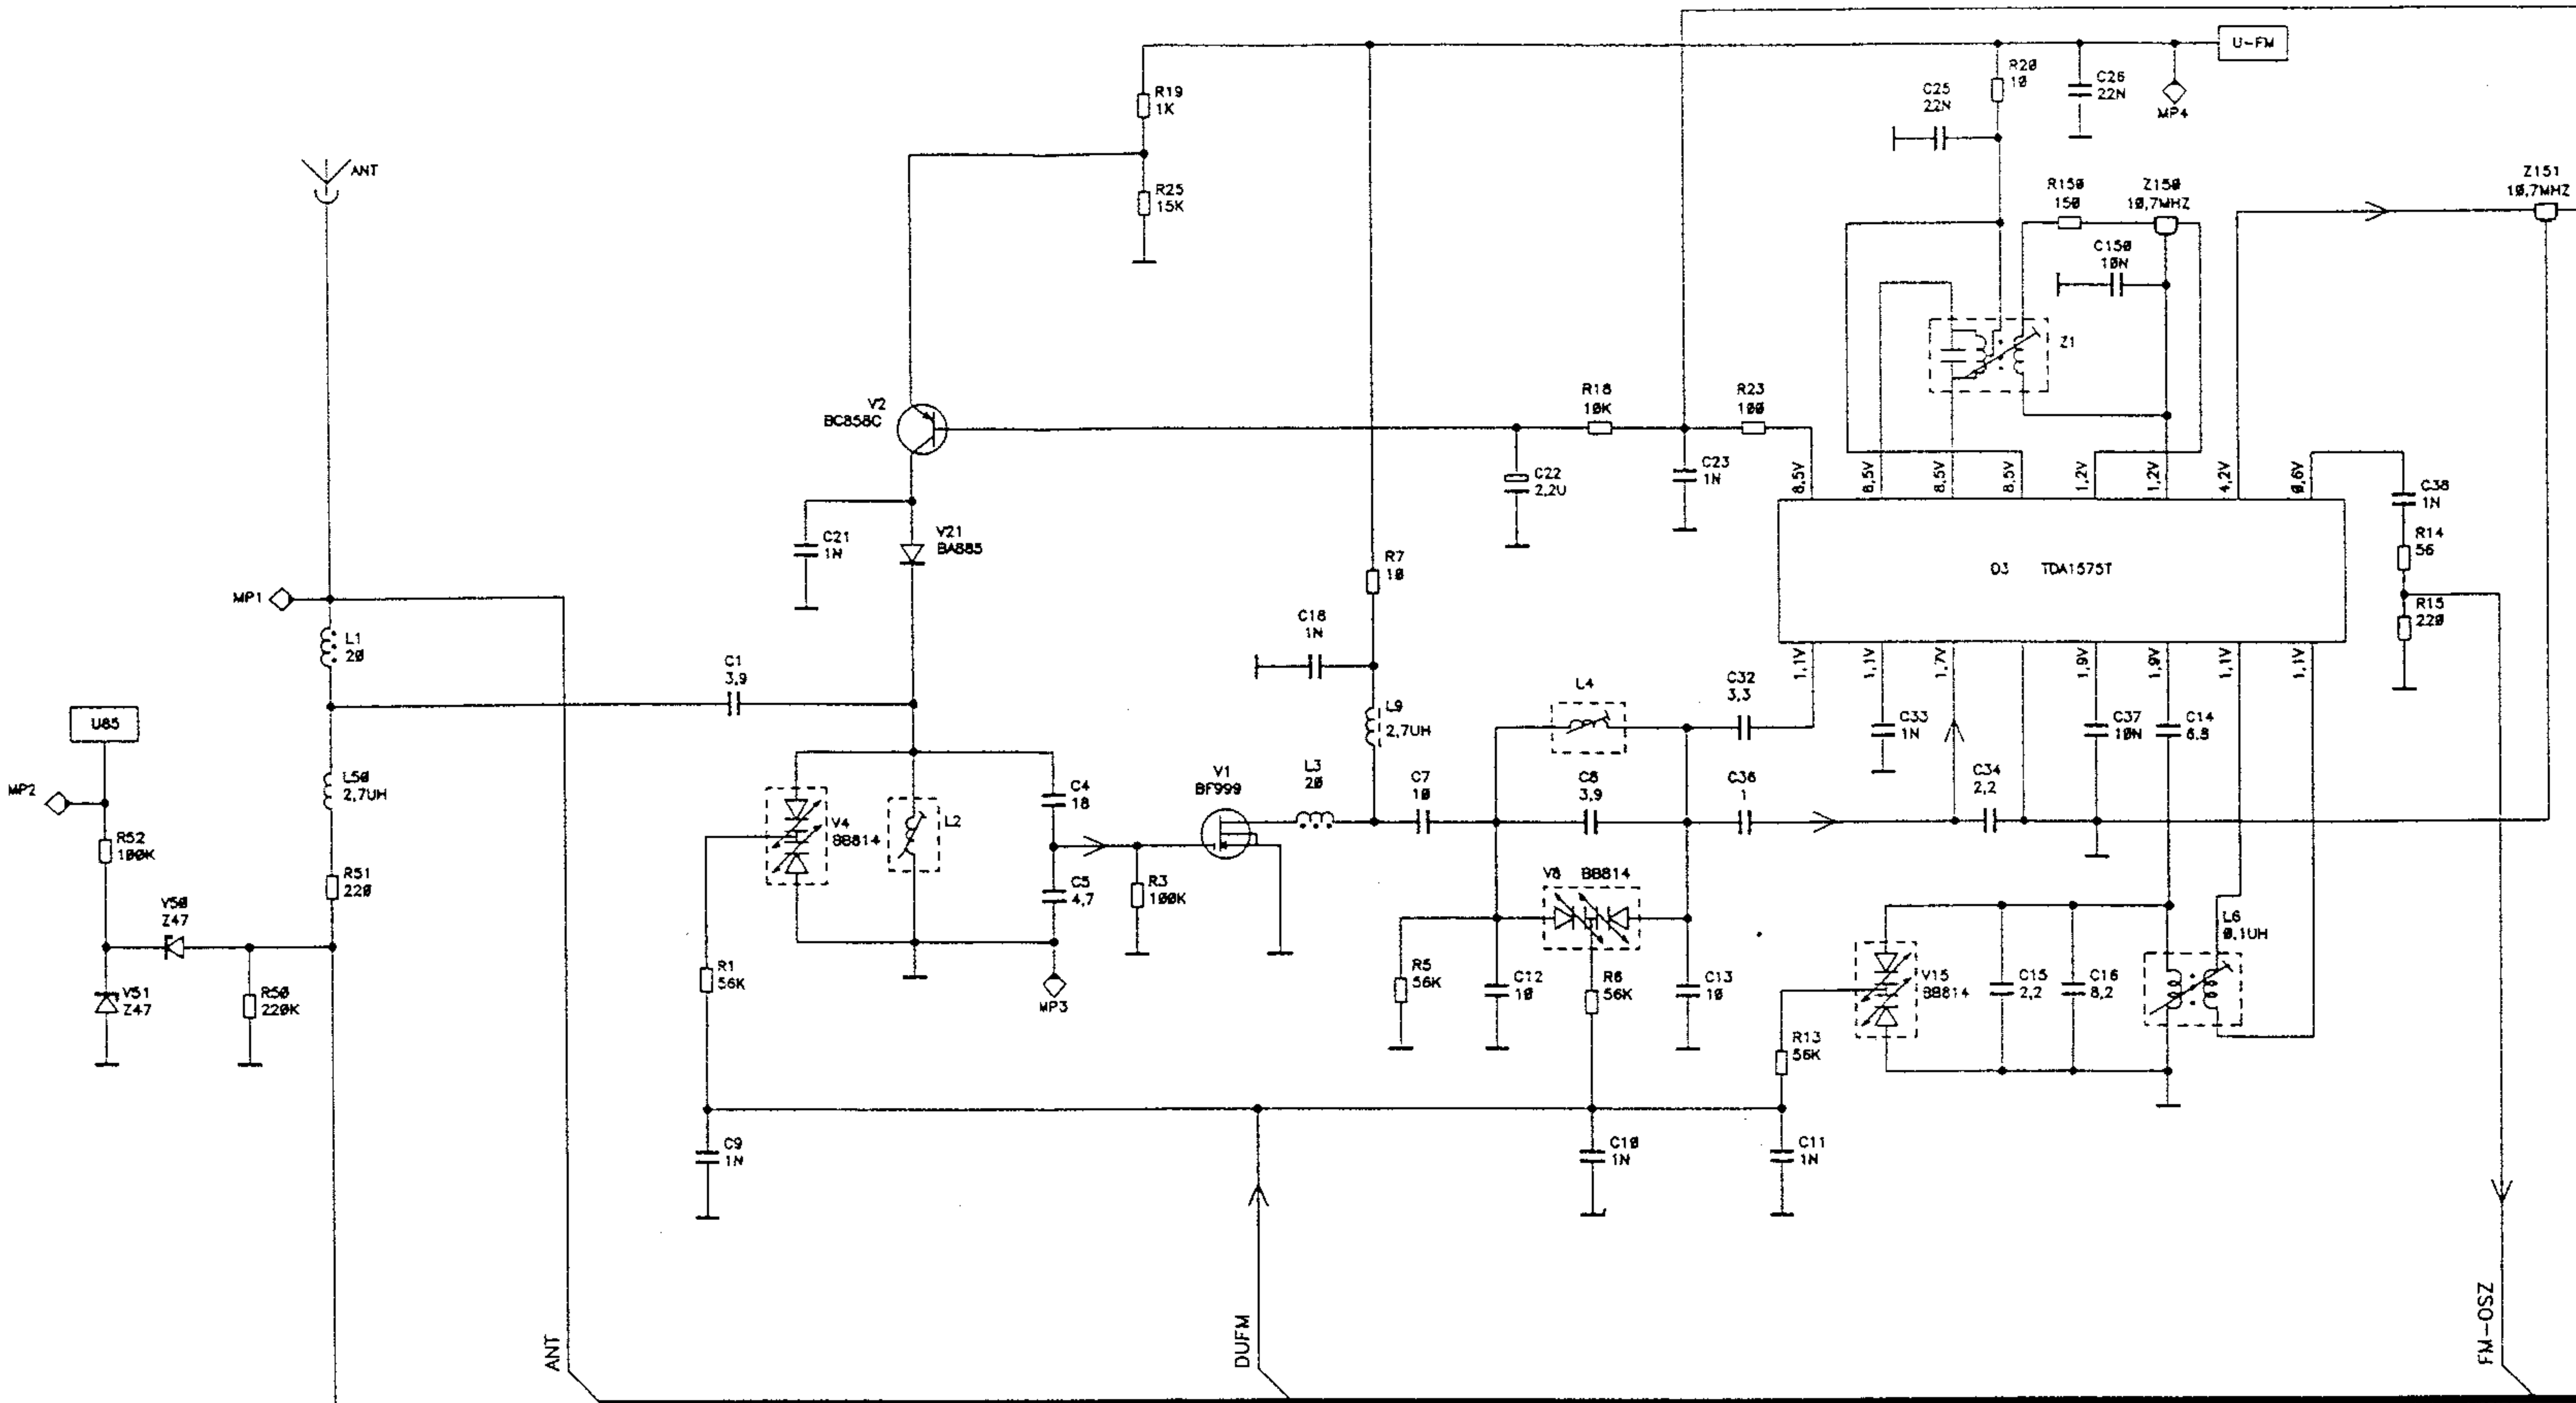 U-FM
R19
1K
R20
10
C25
22N
C26
22N
MP4
ANT
R25
15K
R150
150
Z150
10,7MHZ
Z151
10,7MHZ
C150
10N
Z1
V2
BC858C
R18
10K
R23
100
C22
2,2U
C23
1N
8,5V
8,5V
8,5V
8,5V
1,2V
1,2V
4,2V
0,6V
C38
1N
C21
1N
V21
BA885
R7
10
D3 TDA1575T
R14
56
MP1
C18
1N
R15
220
L1
20
C1
3,9
L4
C32
3,3
1,1V
1,1V
1,7V
1,9V
1,9V
1,1V
1,1V
U85
L9
2,7UH
C33
1N
C37
10N
C14
6,8
L50
2,7UH
MP2
C4
18
V1
BF999
L3
20
C7
10
C8
3,9
C36
1
C34
2,2
V4
BB814
L2
R52
100K
R51
220
C5
4,7
R3
100K
V8 BB814
V50
Z47
L6
0,1UH
R1
56K
R5
56K
C12
10
R6
56K
C13
10
V15
BB814
C15
2,2
C16
8,2
V51
Z47
R50
220K
MP3
R13
56K
C9
1N
C10
1N
C11
1N
ANT
DUFM
FM-OSZ